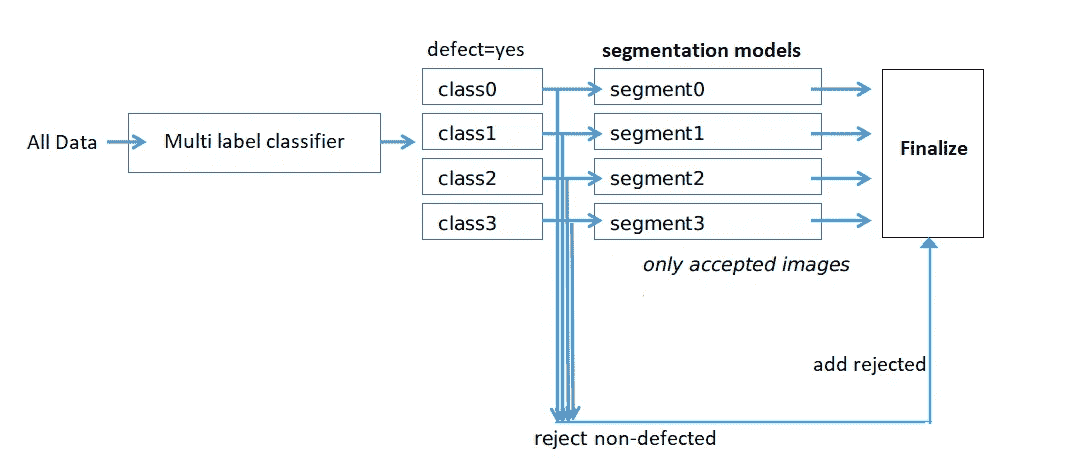 defect=yes
segmentation models
class0
segment0
All Data
Multi label classifier
class1
segment1
Finalize
class2
segment2
class3
segment3
only accepted images
add rejected
reject non-defected